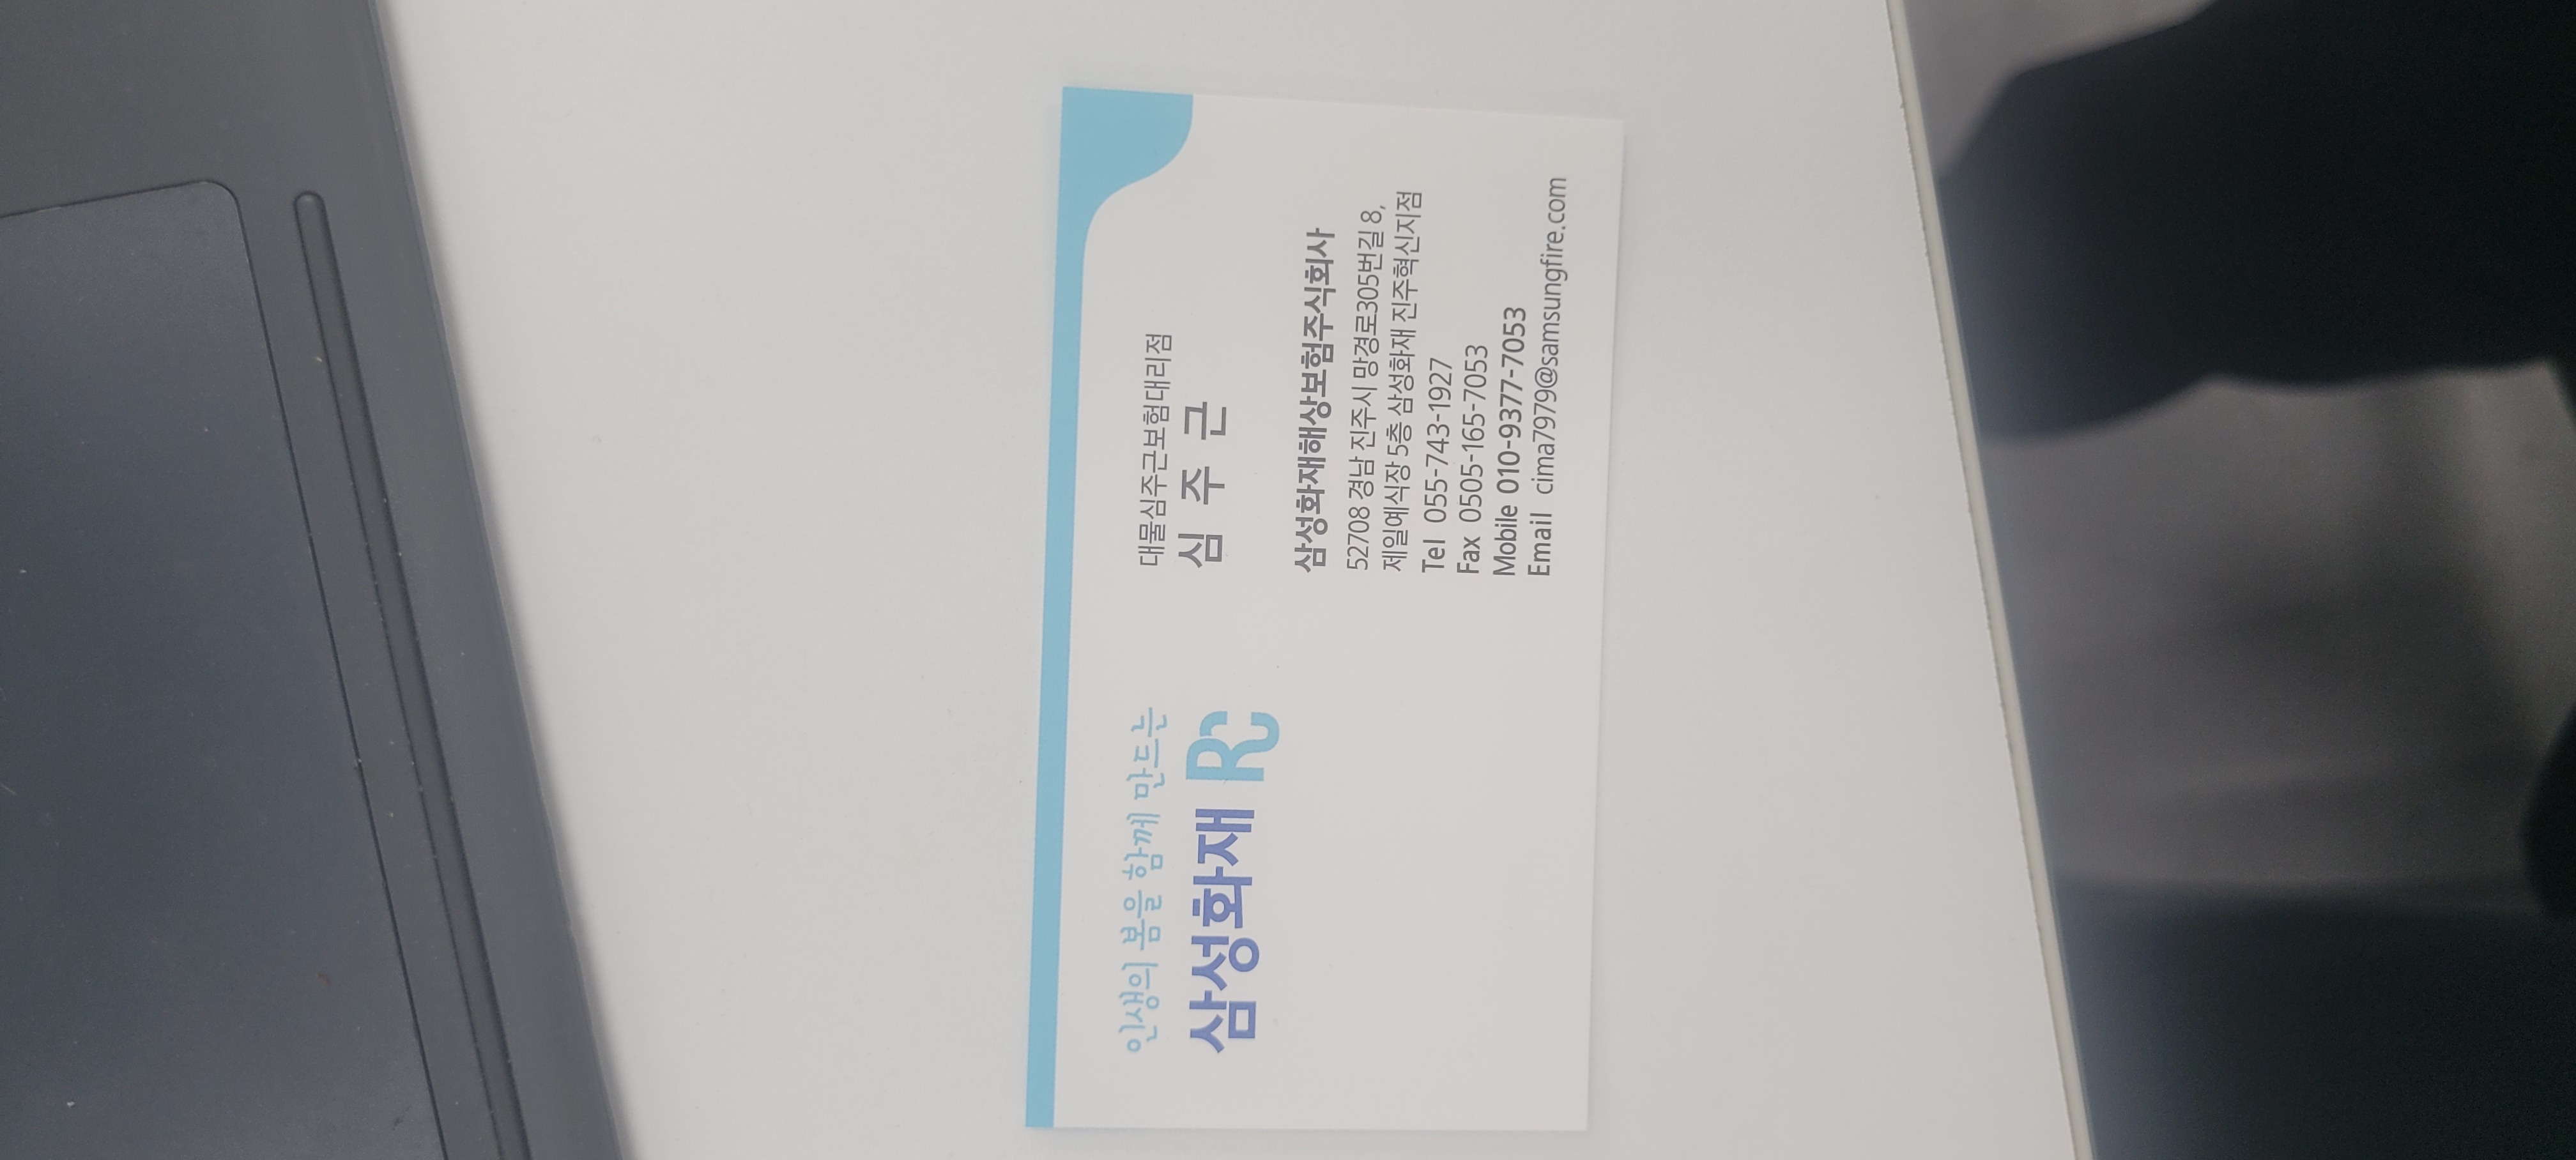 인생의 봄을 함께 만드는
삼성화재 RC
대물심주근보험대리점
심 주 근
삼성화재해상보험주식회사
52708 경남 진주시 망경로305번길 8,
제일예식장 5층 삼성화재 진주혁신지점
Tel 055-743-1927
Fax 0505-165-7053
Mobile 010-9377-7053
Email cima7979@samsungfire.com